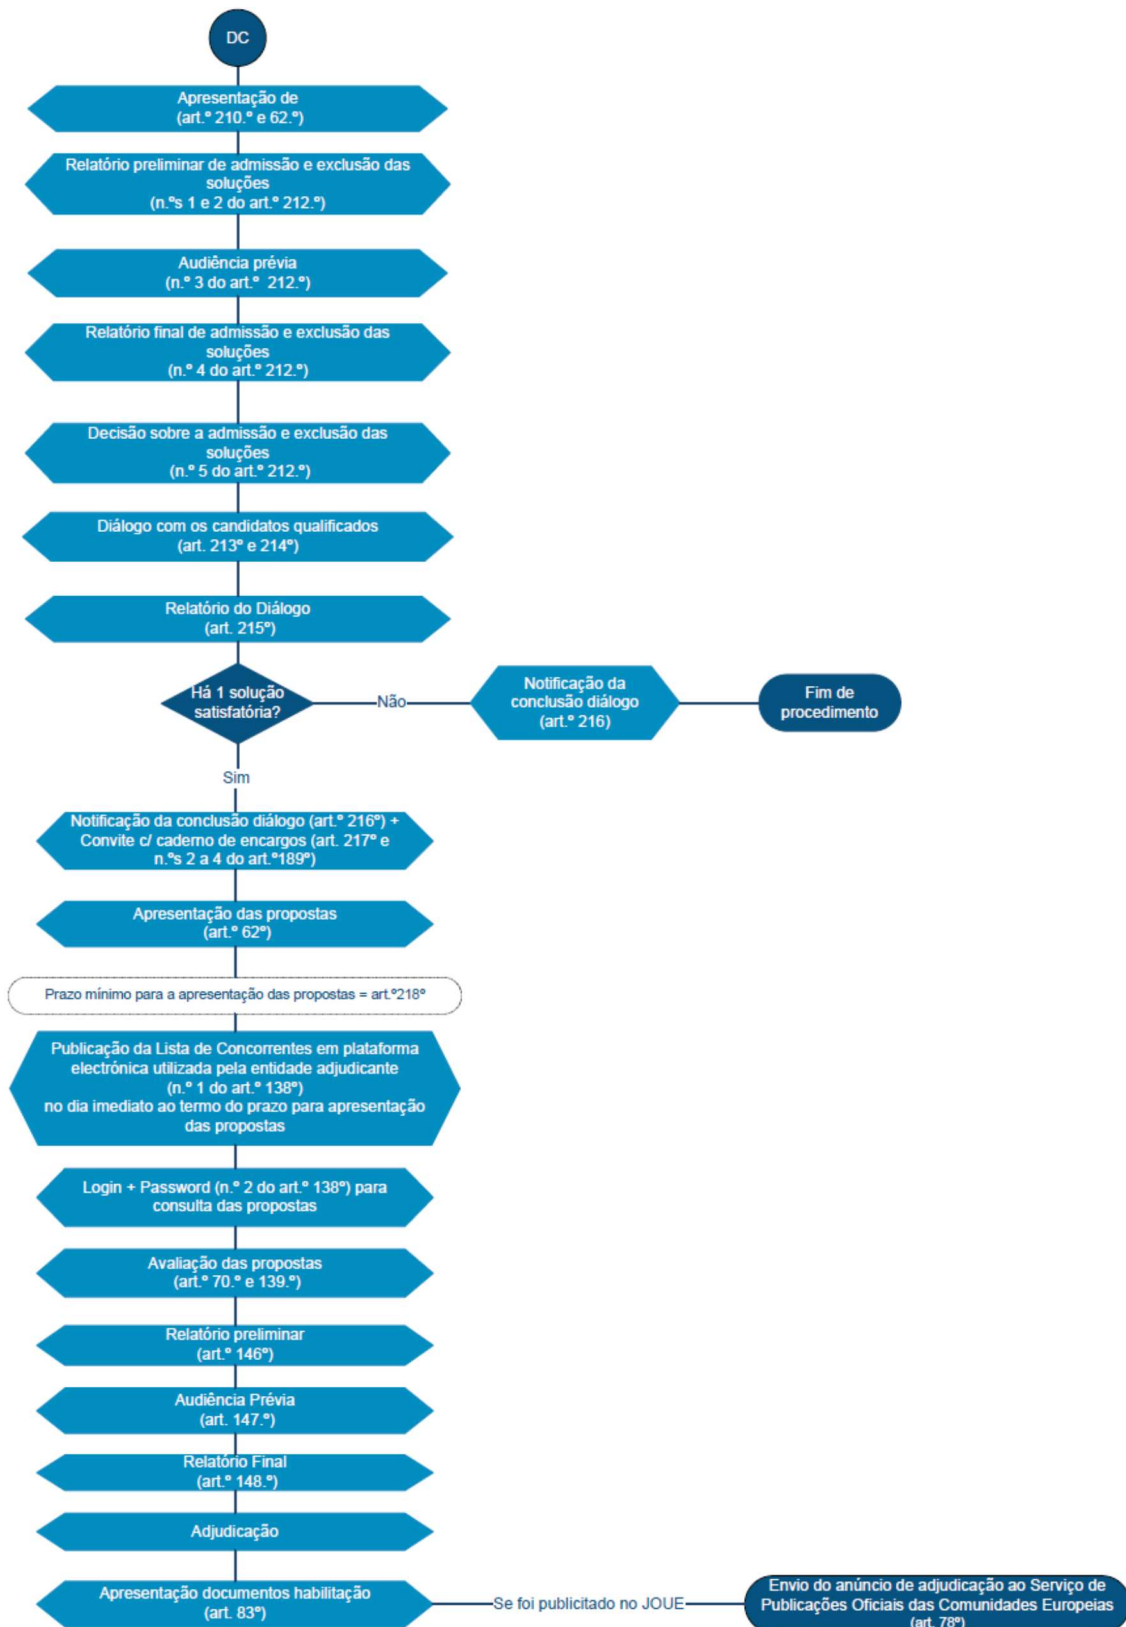 DC
Apresentação de
(art.º 210.º e 62.º)
Relatório preliminar de admissão e exclusão das
soluções
(n.ºs 1 e 2 do art.º 212.º)
Audiência prévia
(n.º 3 do art.º 212.º)
Relatório final de admissão e exclusão das
soluções
(n.º 4 do art.º 212.º)
Decisão sobre a admissão e exclusão das
soluções
(n.º 5 do art.º 212.º)
Diálogo com os candidatos qualificados
(art. 213º e 214º)
Relatório do Diálogo
(art. 215º)
Há 1 solução
satisfatória?
Não
Notificação da
conclusão diálogo
(art.º 216)
Fim de
procedimento
Sim
Notificação da conclusão diálogo (art.º 216º) +
Convite c/ caderno de encargos (art. 217º e
n.ºs 2 a 4 do art.º189º)
Apresentação das propostas
(art.º 62º)
Prazo mínimo para a apresentação das propostas = art.º218º
Publicação da Lista de Concorrentes em plataforma
electrónica utilizada pela entidade adjudicante
(n.º 1 do art.º 138º)
no dia imediato ao termo do prazo para apresentação
das propostas
Login + Password (n.º 2 do art.º 138º) para
consulta das propostas
Avaliação das propostas
(art.º 70.º e 139.º)
Relatório preliminar
(art.º 146º)
Audiência Prévia
(art. 147.º)
Relatório Final
(art.º 148.º)
Adjudicação
Apresentação documentos habilitação
(art. 83º)
Se foi publicitado no JOUE
Envio do anúncio de adjudicação ao Serviço de
Publicações Oficiais das Comunidades Europeias
(art. 78º)